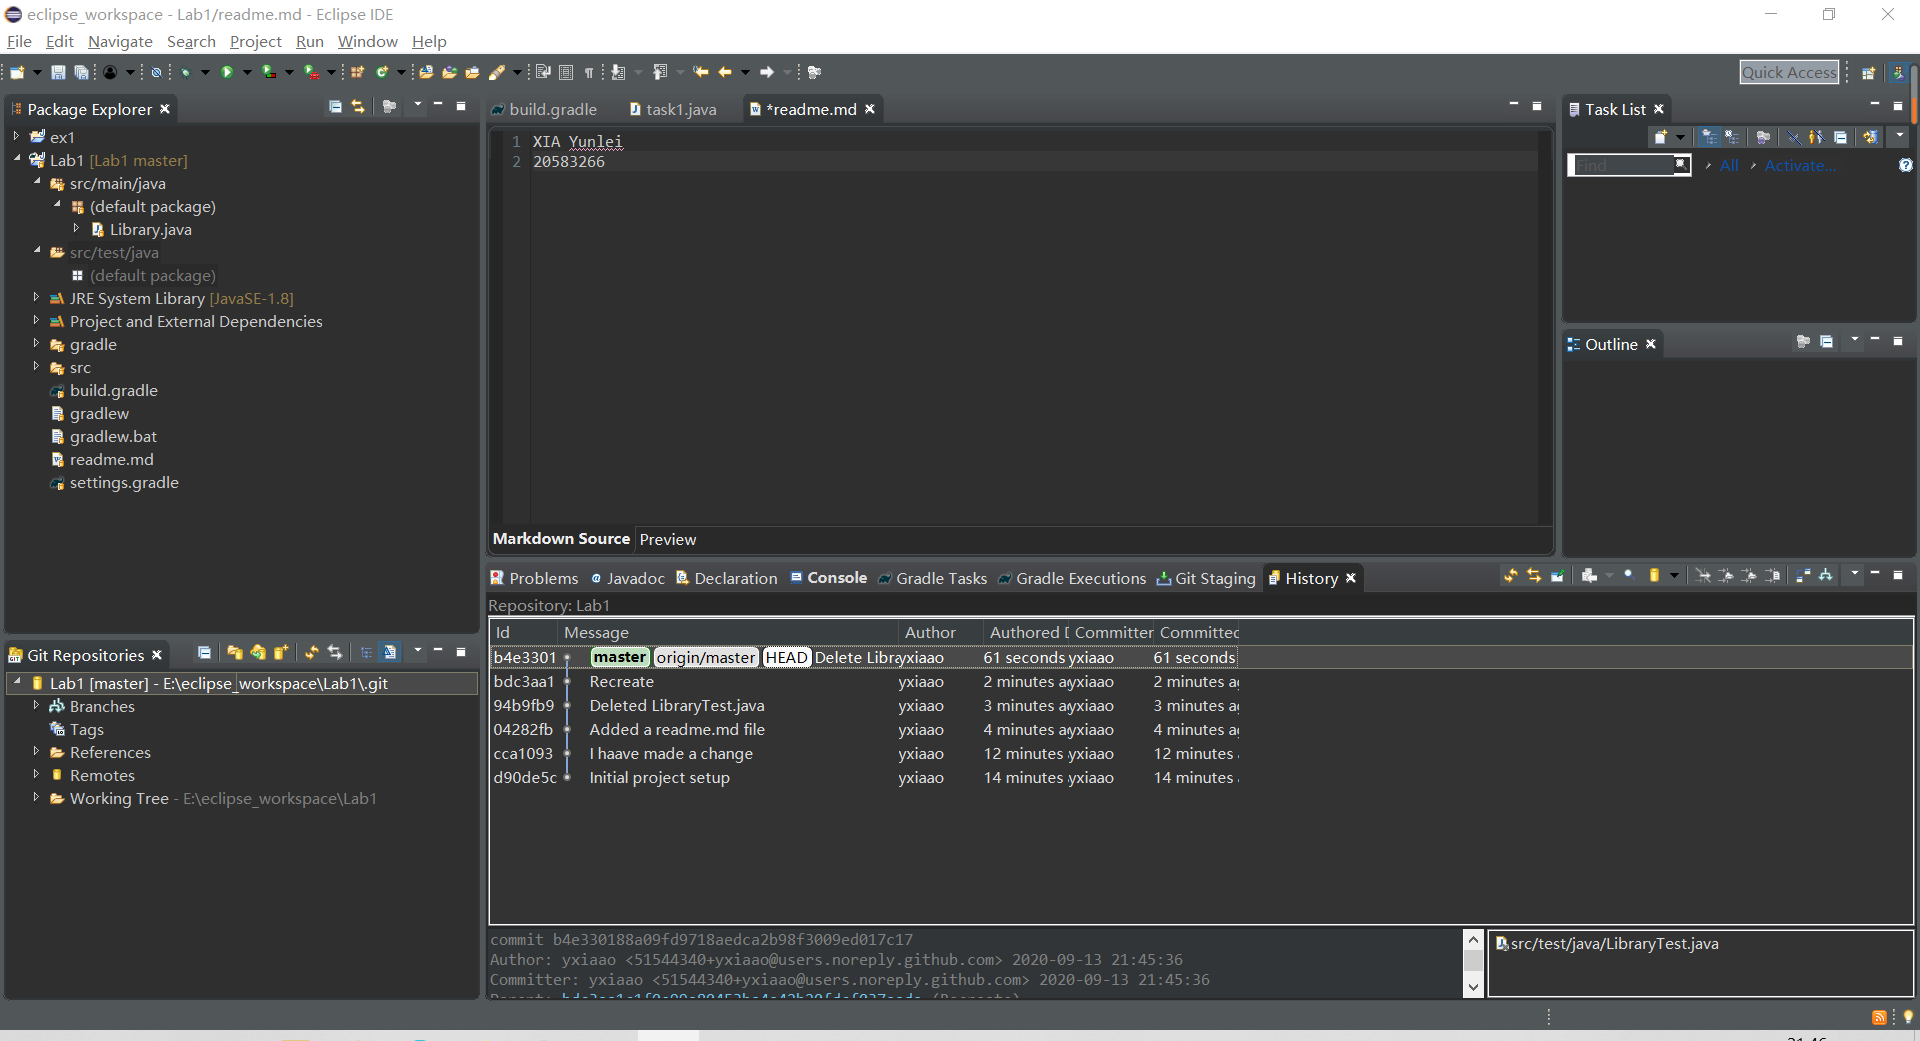 eclipse_workspace - Lab1/readme.md - Eclipse IDE
File Edit Navigate Search Project Run Window Help
Quick Access
Package Explorer
ex1
Lab1 [Lab1 master]
src/main/java
(default package)
Library.java
src/test/java
(default package)
JRE System Library [JavaSE-1.8]
Project and External Dependencies
gradle
src
build.gradle
gradlew
gradlew.bat
readme.md
settings.gradle
Git Repositories
Lab1 [master] - E:\eclipse_workspace\Lab1\.git
Branches
Tags
References
Remotes
Working Tree - E:\eclipse_workspace\Lab1
build.gradle task1.java *readme.md
1 XIA Yunlei
2 20583266
Markdown Source Preview
Task List
Find All Activate...
Outline
Problems Javadoc Declaration Console Gradle Tasks Gradle Executions Git Staging History
Repository: Lab1
Id Message Author Authored D Committer Committed
b4e3301 master origin/master HEAD Delete Libra yxiaao 61 seconds yxiaao 61 seconds
bdc3aa1 Recreate yxiaao 2 minutes a yxiaao 2 minutes ag
94b9fb9 Deleted LibraryTest.java yxiaao 3 minutes a yxiaao 3 minutes ag
04282fb Added a readme.md file yxiaao 4 minutes a yxiaao 4 minutes ag
cca1093 I haave made a change yxiaao 12 minutes yxiaao 12 minutes
d90de5c Initial project setup yxiaao 14 minutes yxiaao 14 minutes
commit b4e330188a09fd9718aedca2b98f3009ed017c17
Author: yxiaao <51544340+yxiaao@users.noreply.github.com> 2020-09-13 21:45:36
Committer: yxiaao <51544340+yxiaao@users.noreply.github.com> 2020-09-13 21:45:36
src/test/java/LibraryTest.java